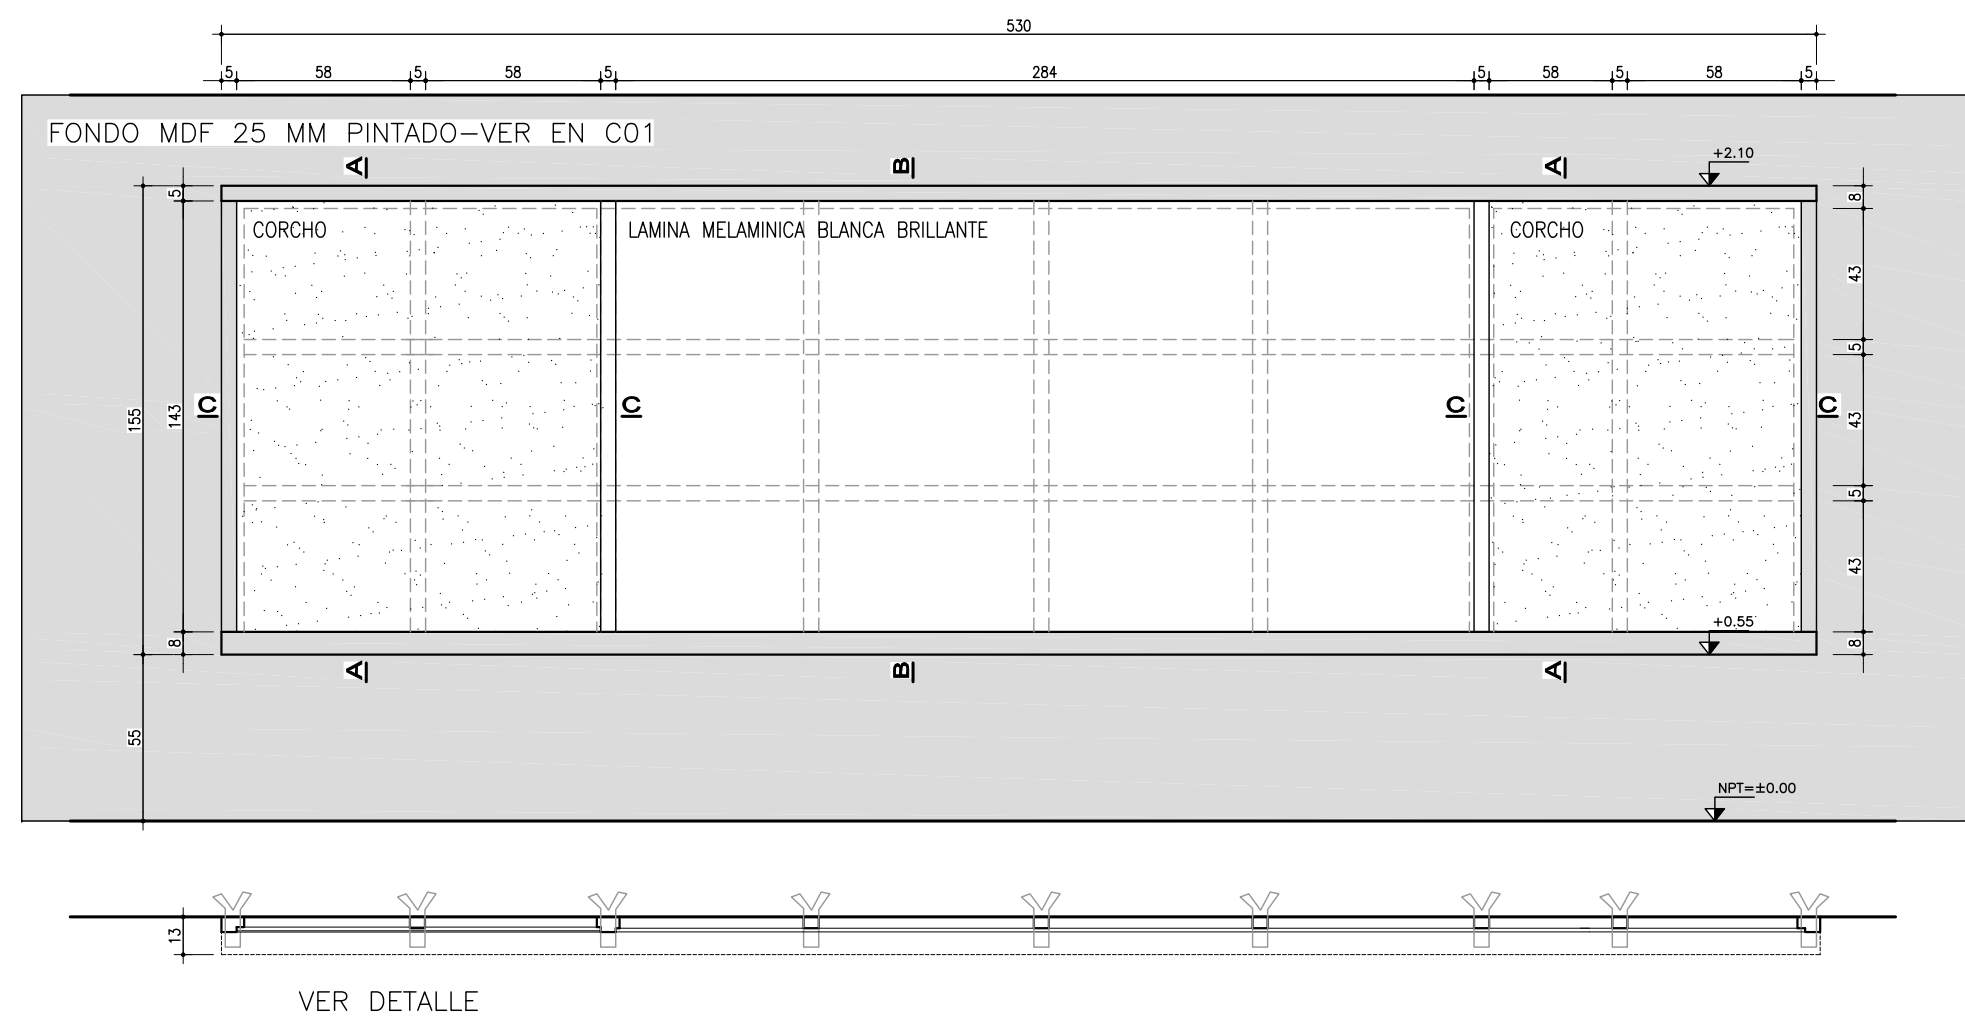 530
5 58 5 58 5 284 5 58 5 58 5
FONDO MDF 25 MM PINTADO-VER EN C01
A B A
+2.10
5 8
CORCHO LAMINA MELAMINICA BLANCA BRILLANTE CORCHO
43
5
C C C C
155 143 43
5
43
+0.55
8 8
A B A
55
NPT=±0.00
13
VER DETALLE